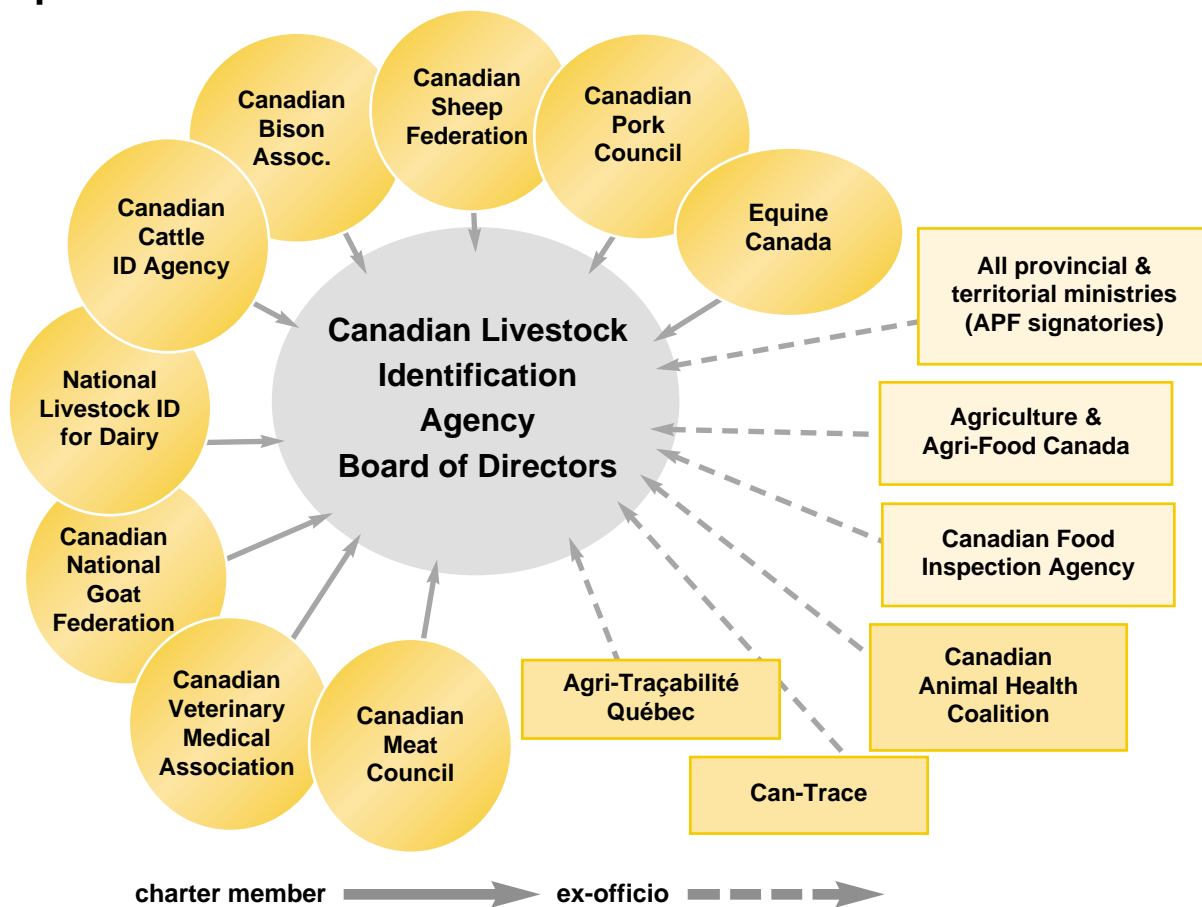 Canadian
Sheep
Federation
Canadian
Bison
Assoc.
Canadian
Pork
Council
Canadian
Cattle
ID Agency
Equine
Canada
All provincial &
territorial ministries
(APF signatories)
Canadian Livestock
Identification
Agency
Board of Directors
National
Livestock ID
for Dairy
Agriculture &
Agri-Food Canada
Canadian
National
Goat
Federation
Canadian Food
Inspection Agency
Canadian
Veterinary
Medical
Association
Canadian
Meat
Council
Agri-Traçabilité
Québec
Canadian
Animal Health
Coalition
Can-Trace
charter member
ex-officio